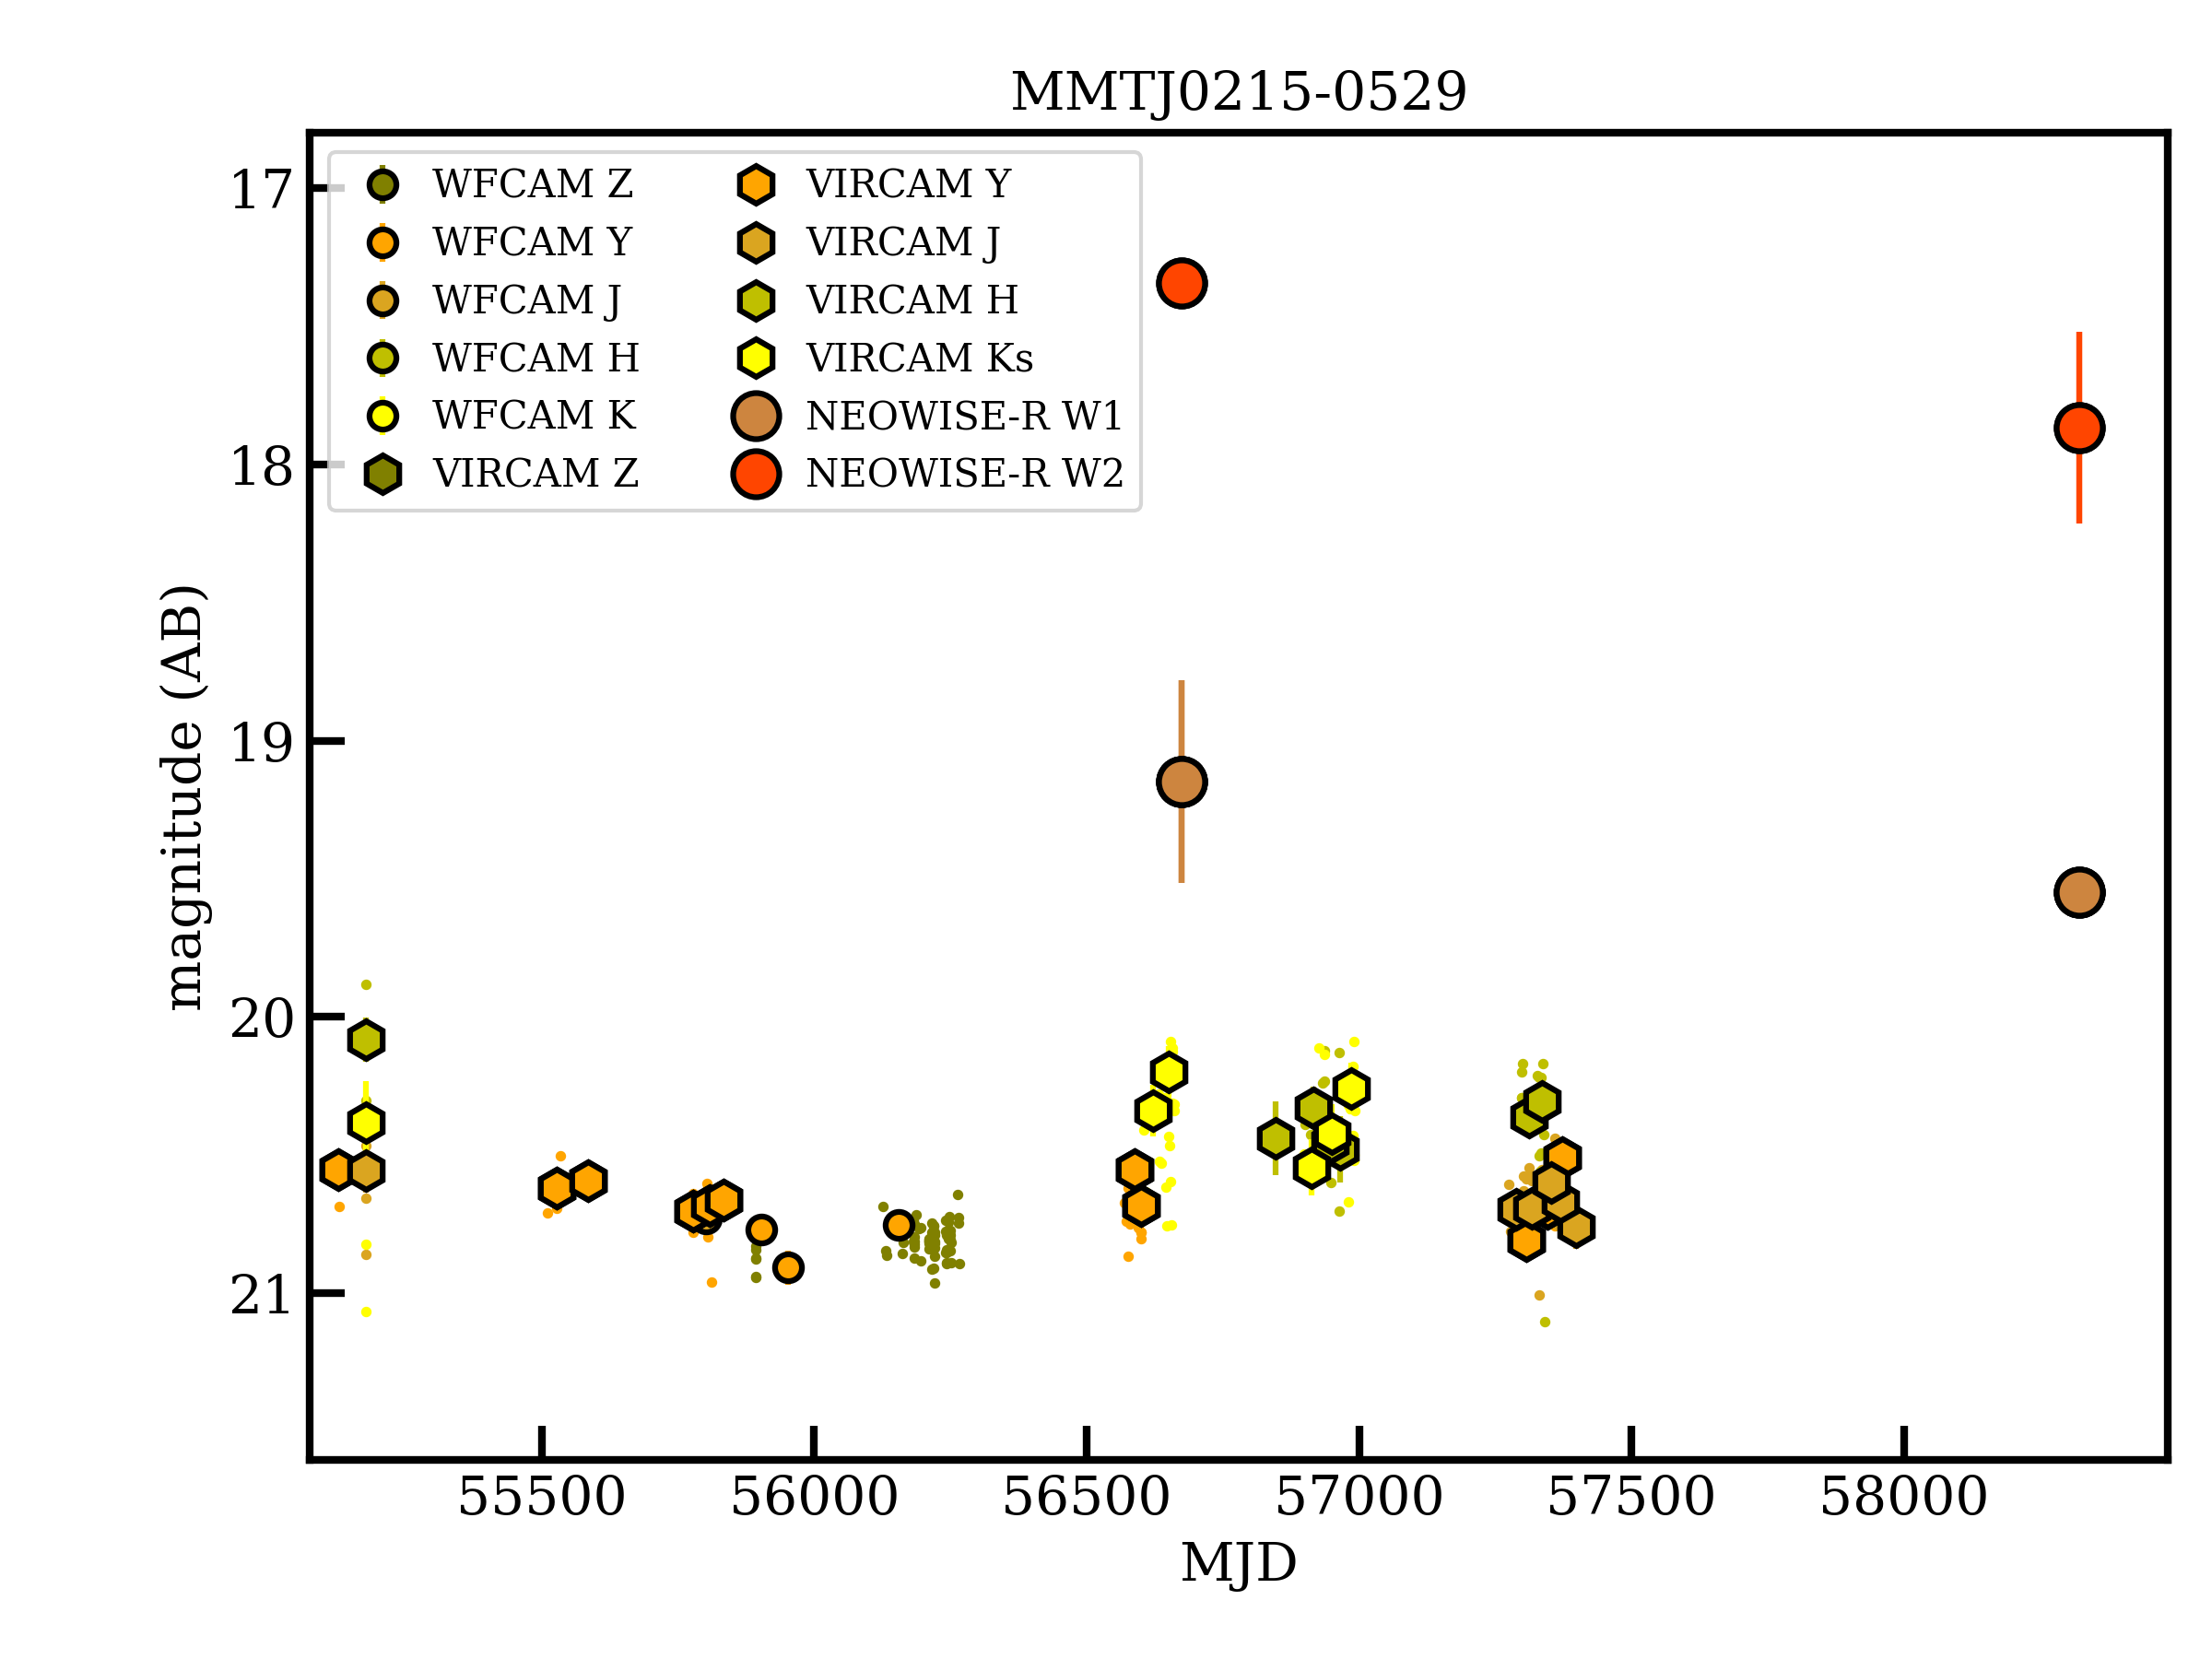 MMTJ0215-0529
WFCAM Z
WFCAM Y
WFCAM J
WFCAM H
WFCAM K
VIRCAM Z
VIRCAM Y
VIRCAM J
VIRCAM H
VIRCAM Ks
NEOWISE-R W1
NEOWISE-R W2
magnitude (AB)
17
18
19
20
21
55500 56000 56500 57000 57500 58000
MJD